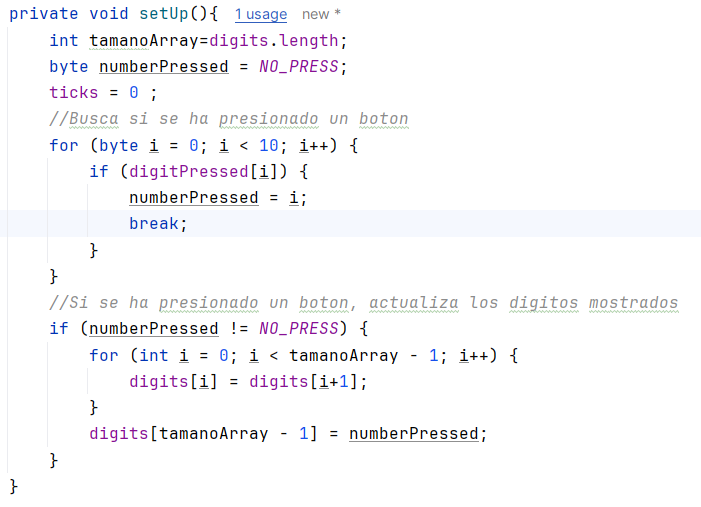 private void setUp(){ 1 usage new *
    int tamanoArray=digits.length;
    byte numberPressed = NO_PRESS;
    ticks = 0 ;
    //Busca si se ha presionado un boton
    for (byte i = 0; i < 10; i++) {
        if (digitPressed[i]) {
            numberPressed = i;
            break;
        }
    }
    //Si se ha presionado un boton, actualiza los digitos mostrados
    if (numberPressed != NO_PRESS) {
        for (int i = 0; i < tamanoArray - 1; i++) {
            digits[i] = digits[i+1];
        }
        digits[tamanoArray - 1] = numberPressed;
    }
}